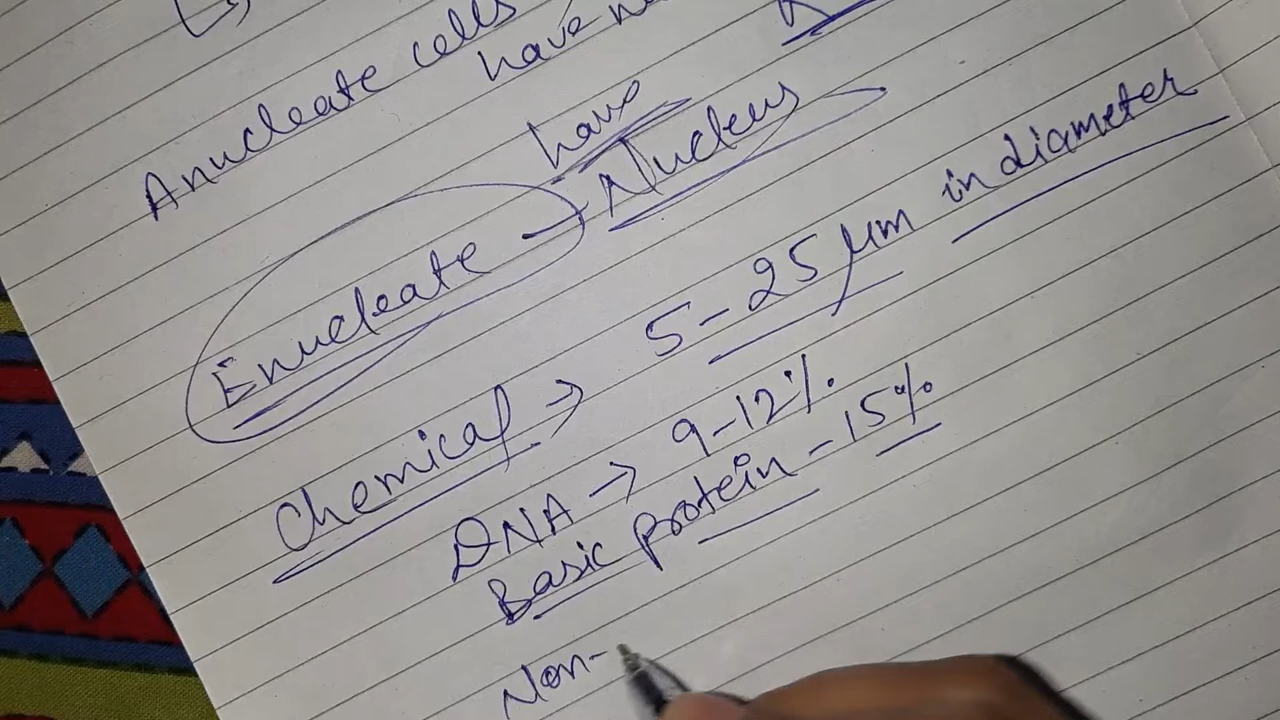 Anucleate cells
have
have
Enucleate - Nucleus
5-25 μm in diameter
Chemical →
DNA → 9-12%
Basic protein - 15%
Non-